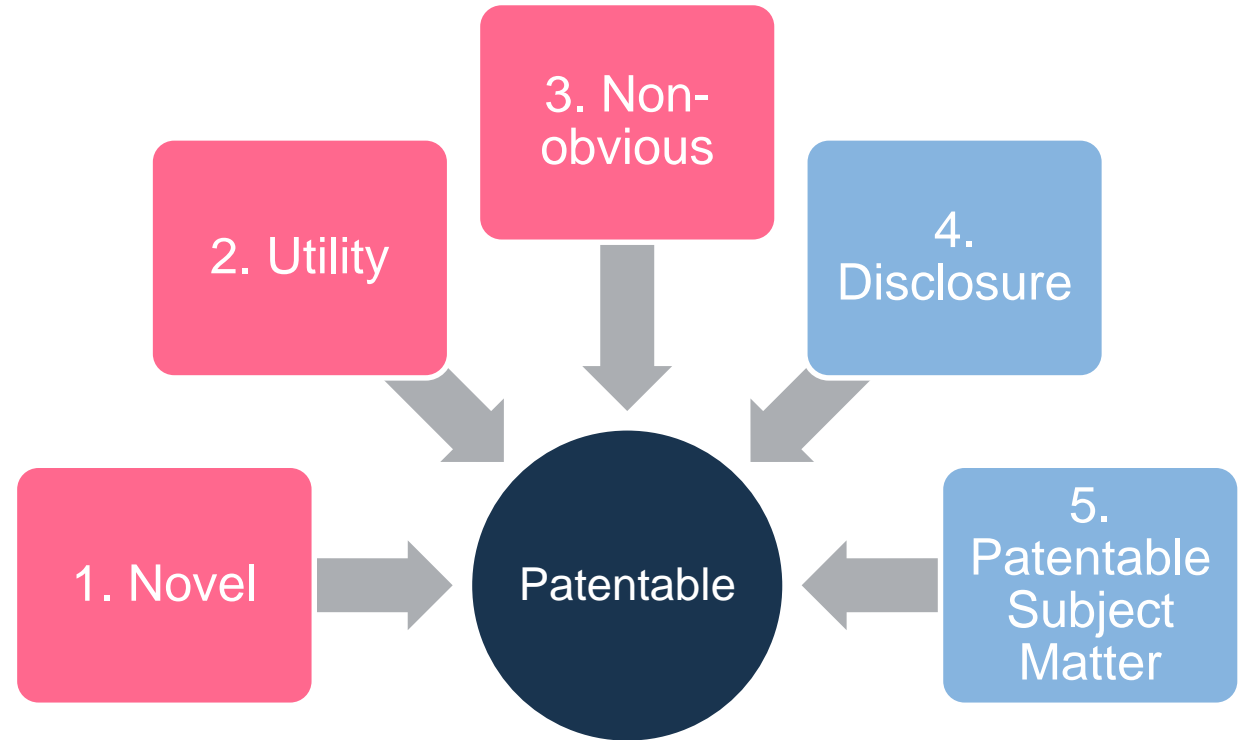 1. Novel
2. Utility
3. Non-
obvious
4.
Disclosure
5.
Patentable
Subject
Matter
Patentable